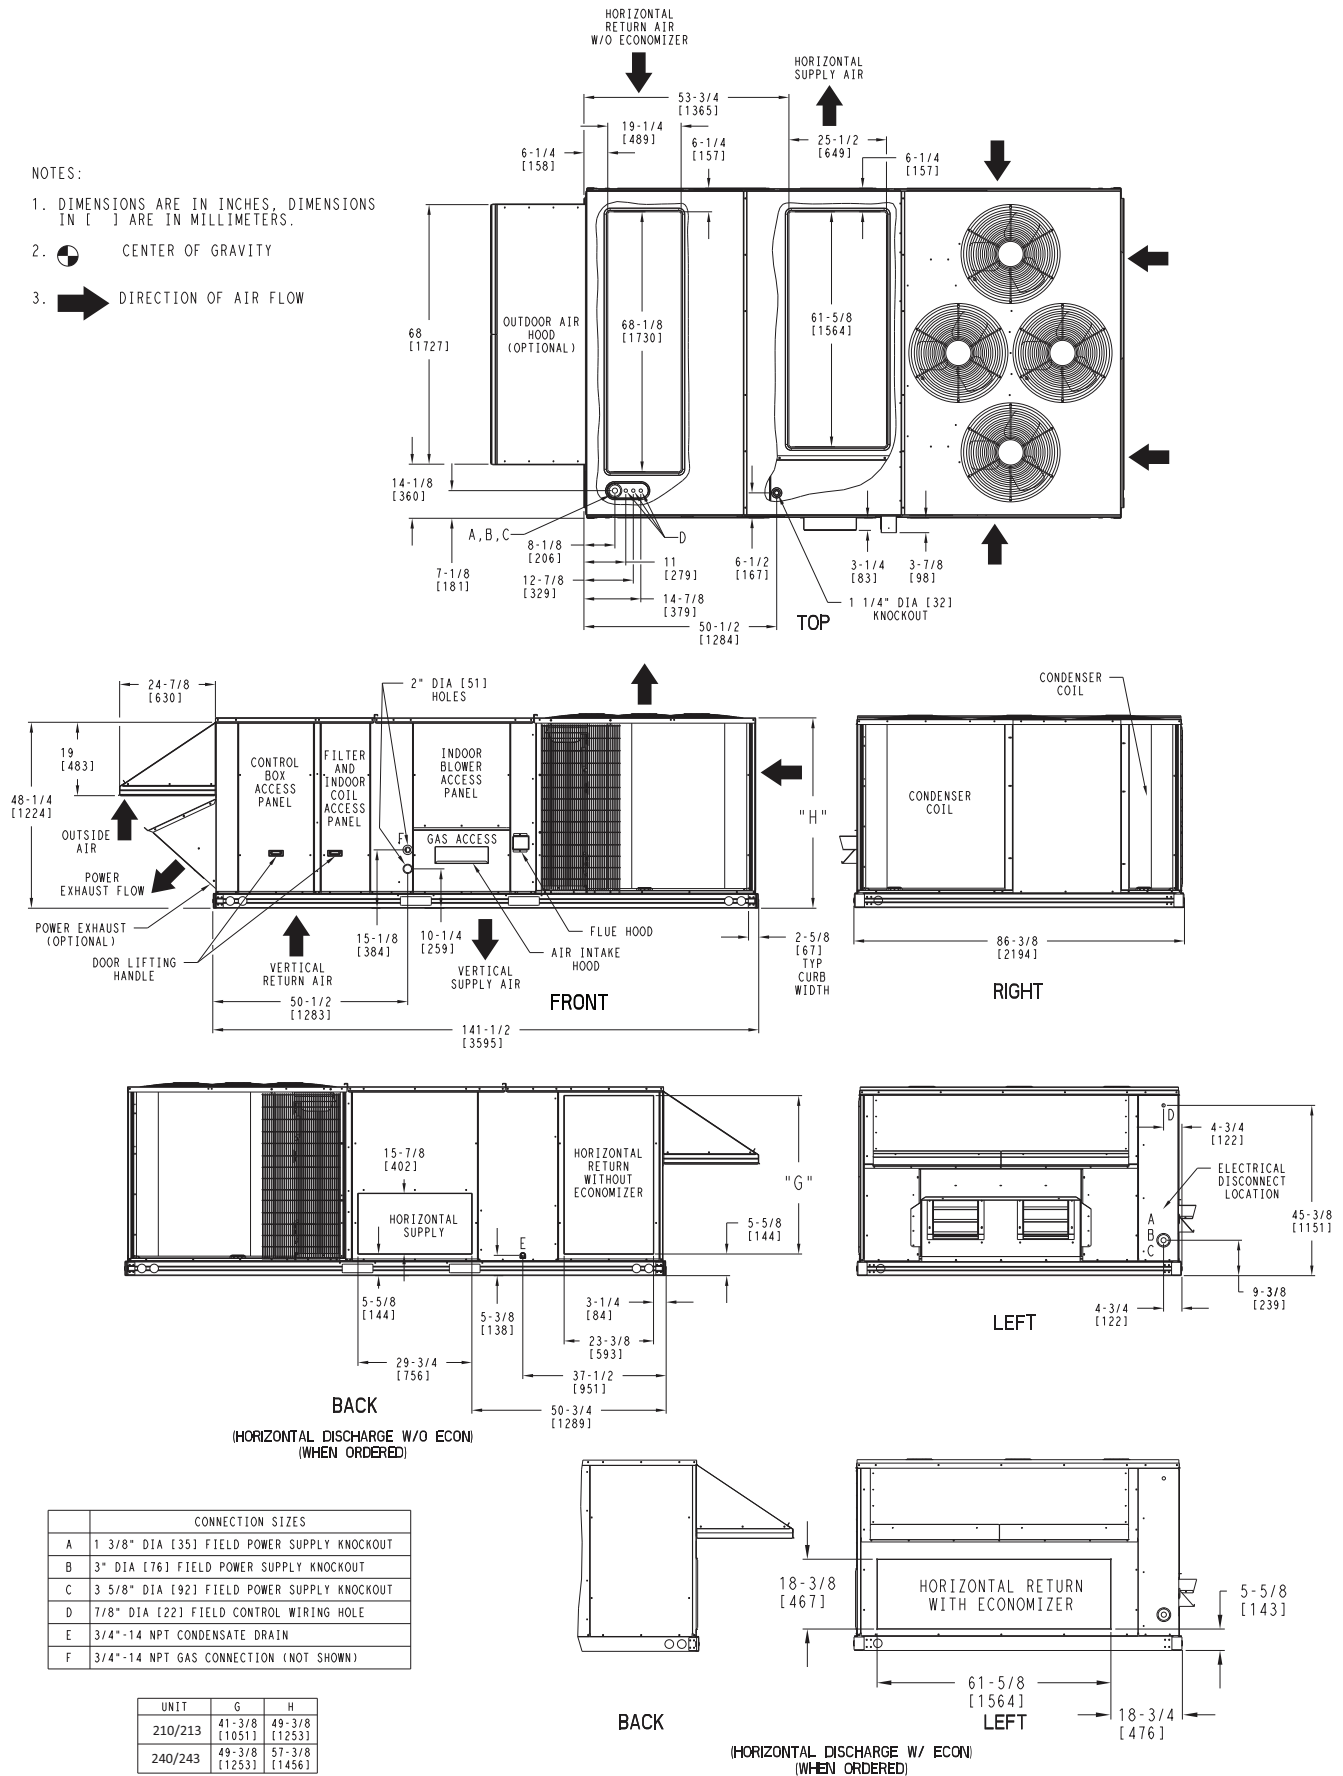 HORIZONTAL
RETURN AIR
W/O ECONOMIZER
HORIZONTAL
SUPPLY AIR
53-3/4
[1365]
19-1/4
[489]
6-1/4
[157]
25-1/2
[649]
6-1/4
[158]
6-1/4
[157]
NOTES:
1. DIMENSIONS ARE IN INCHES, DIMENSIONS
IN [ ] ARE IN MILLIMETERS.
2. CENTER OF GRAVITY
3. DIRECTION OF AIR FLOW
68
[1727]
OUTDOOR AIR
HOOD
(OPTIONAL)
68-1/8
[1730]
61-5/8
[1564]
14-1/8
[360]
A,B,C
D
8-1/8
[206]
11
[279]
6-1/2
[167]
3-1/4
[83]
3-7/8
[98]
7-1/8
[181]
12-7/8
[329]
14-7/8
[379]
50-1/2
[1284]
1 1/4" DIA [32]
KNOCKOUT
TOP
24-7/8
[630]
2" DIA [51]
HOLES
CONDENSER
COIL
19
[483]
48-1/4
[1224]
CONTROL
BOX
ACCESS
PANEL
FILTER
AND
INDOOR
COIL
ACCESS
PANEL
INDOOR
BLOWER
ACCESS
PANEL
F
GAS ACCESS
"H"
CONDENSER
COIL
OUTSIDE
AIR
POWER
EXHAUST FLOW
POWER EXHAUST
(OPTIONAL)
DOOR LIFTING
HANDLE
VERTICAL
RETURN AIR
15-1/8
[384]
10-1/4
[259]
VERTICAL
SUPPLY AIR
FLUE HOOD
AIR INTAKE
HOOD
2-5/8
[67]
TYP
CURB
WIDTH
86-3/8
[2194]
50-1/2
[1283]
FRONT
RIGHT
141-1/2
[3595]
15-7/8
[402]
HORIZONTAL
SUPPLY
E
HORIZONTAL
RETURN
WITHOUT
ECONOMIZER
"G"
5-5/8
[144]
5-5/8
[144]
5-3/8
[138]
3-1/4
[84]
23-3/8
[593]
29-3/4
[756]
37-1/2
[951]
50-3/4
[1289]
BACK
(HORIZONTAL DISCHARGE W/O ECON)
(WHEN ORDERED)
D
4-3/4
[122]
ELECTRICAL
DISCONNECT
LOCATION
A
B
C
45-3/8
[1151]
9-3/8
[239]
4-3/4
[122]
LEFT
CONNECTION SIZES
A 1 3/8" DIA [35] FIELD POWER SUPPLY KNOCKOUT
B 3" DIA [76] FIELD POWER SUPPLY KNOCKOUT
C 3 5/8" DIA [92] FIELD POWER SUPPLY KNOCKOUT
D 7/8" DIA [22] FIELD CONTROL WIRING HOLE
E 3/4"-14 NPT CONDENSATE DRAIN
F 3/4"-14 NPT GAS CONNECTION (NOT SHOWN)
UNIT G H
210/213 41-3/8 49-3/8
[1051] [1253]
240/243 49-3/8 57-3/8
[1253] [1456]
18-3/8
[467]
HORIZONTAL RETURN
WITH ECONOMIZER
5-5/8
[143]
61-5/8
[1564]
18-3/4
[476]
BACK
LEFT
(HORIZONTAL DISCHARGE W/ ECON)
(WHEN ORDERED)